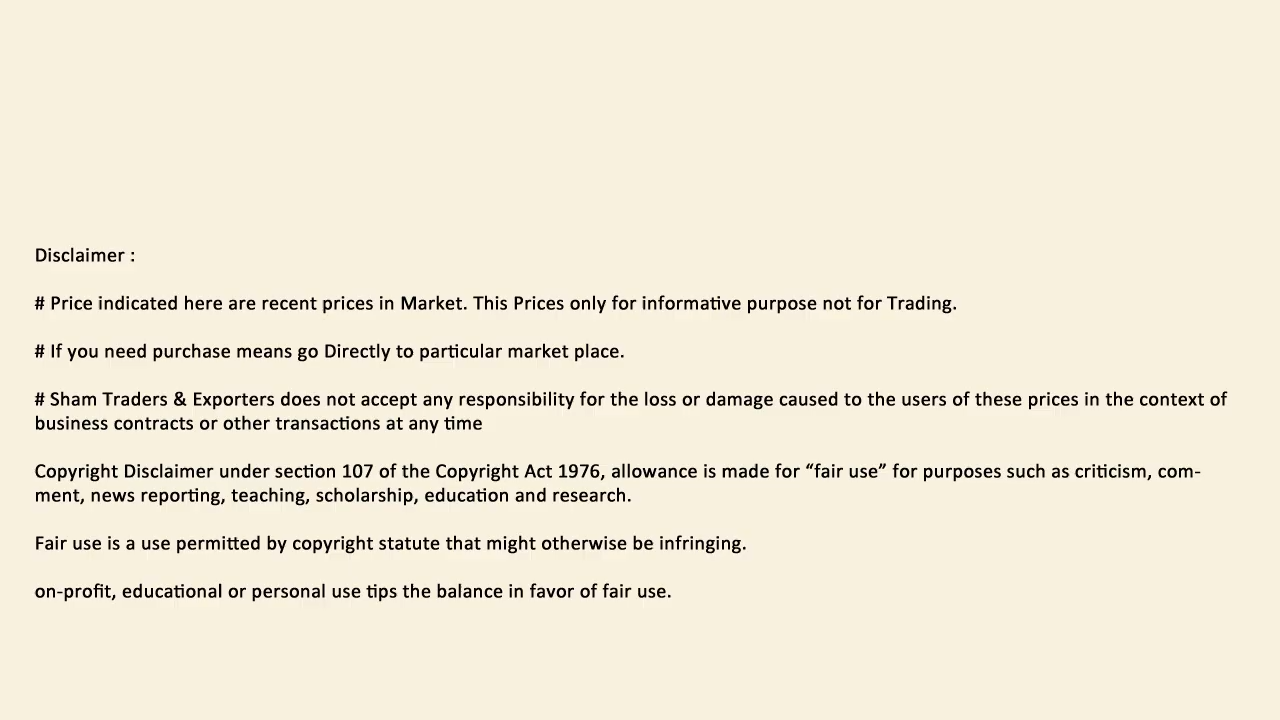 Disclaimer :
# Price indicated here are recent prices in Market. This Prices only for informative purpose not for Trading.
# If you need purchase means go Directly to particular market place.
# Sham Traders & Exporters does not accept any responsibility for the loss or damage caused to the users of these prices in the context of
business contracts or other transactions at any time
Copyright Disclaimer under section 107 of the Copyright Act 1976, allowance is made for “fair use” for purposes such as criticism, com-
ment, news reporting, teaching, scholarship, education and research.
Fair use is a use permitted by copyright statute that might otherwise be infringing.
on-profit, educational or personal use tips the balance in favor of fair use.